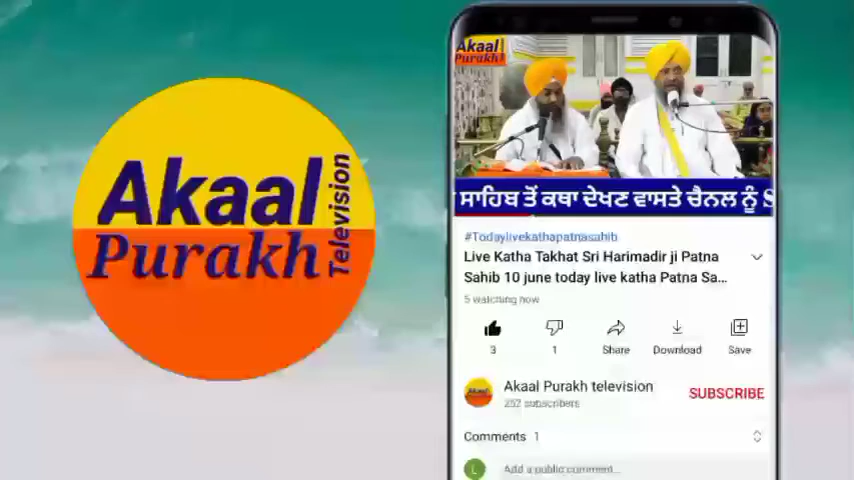 Akaal
Purakh
Television
Akaal
Purakh
ਸਾਹਿਬ ਤੋਂ ਕਥਾ ਦੇਖਣ ਵਾਸਤੇ ਚੈਨਲ ਨੂੰ
#Todaylivekathapatnasahib
Live Katha Takhat Sri Harimadir ji Patna
Sahib 10 june today live katha Patna Sa...
5 watching now
3
1
Share
Download
Save
Akaal Purakh television
252 subscribers
SUBSCRIBE
Comments 1
L
Add a public comment...